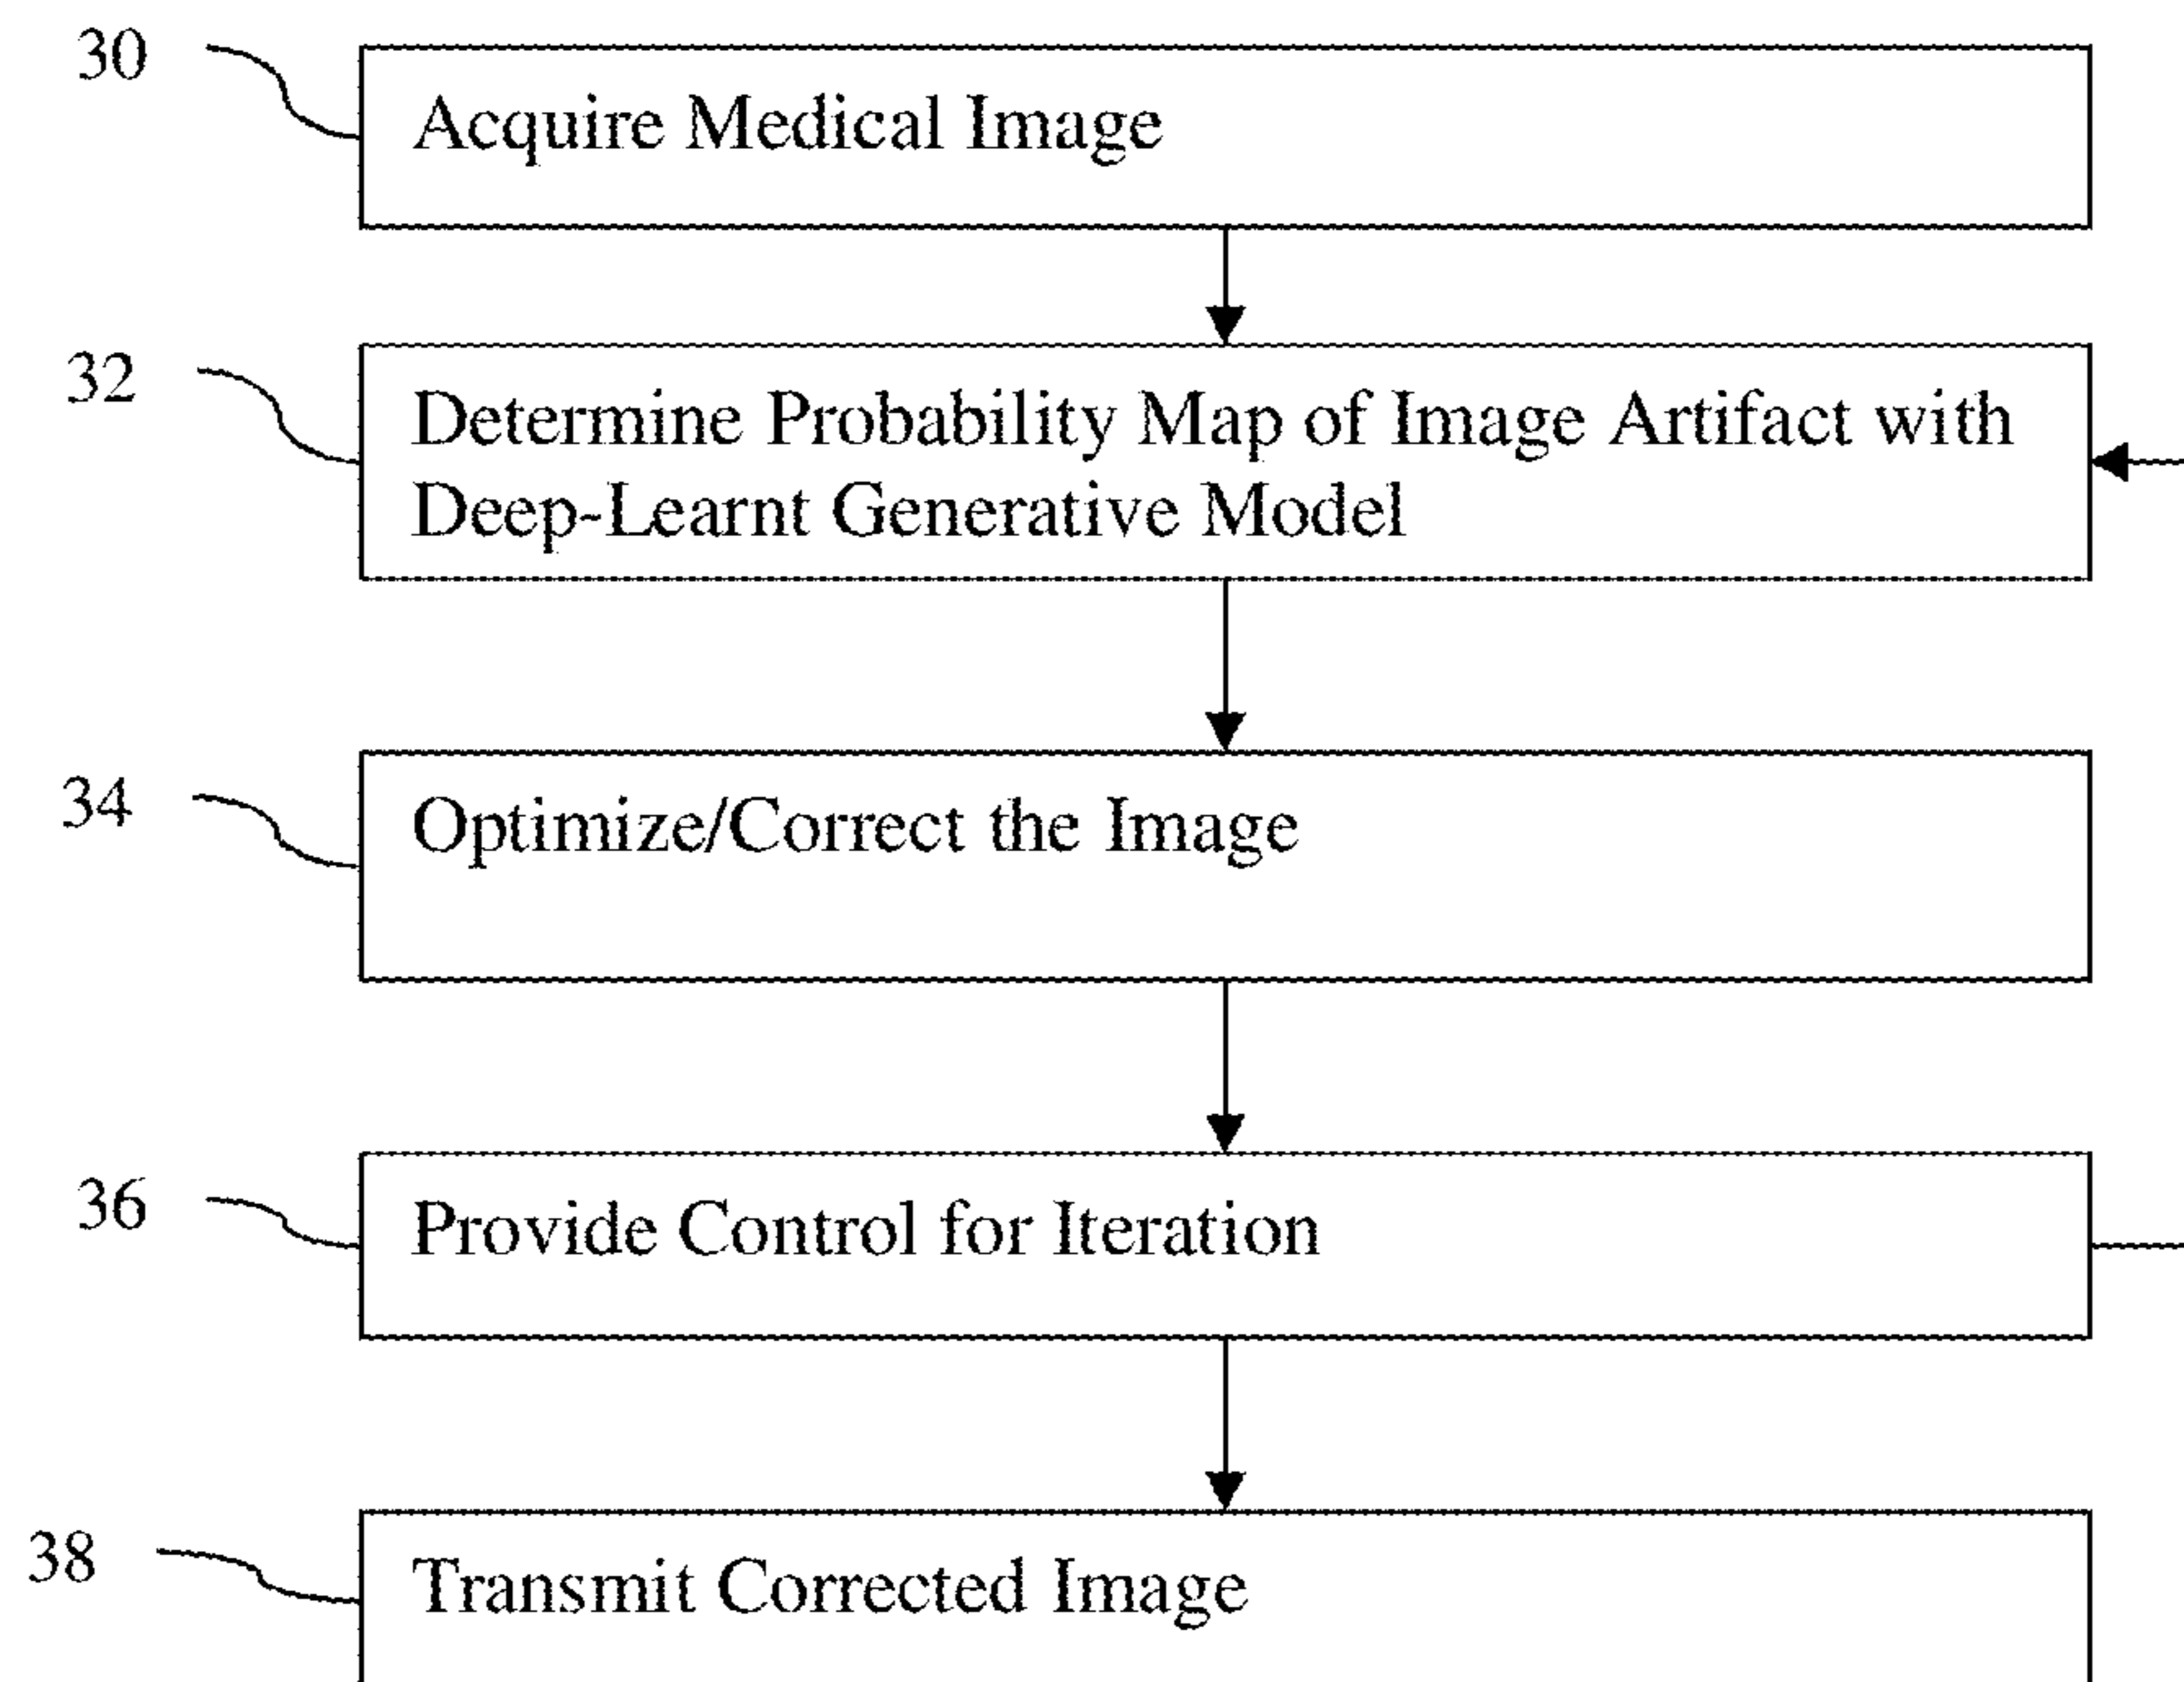 30
Acquire Medical Image
32
Determine Probability Map of Image Artifact with
Deep-Learnt Generative Model
34
Optimize/Correct the Image
36
Provide Control for Iteration
38
Transmit Corrected Image